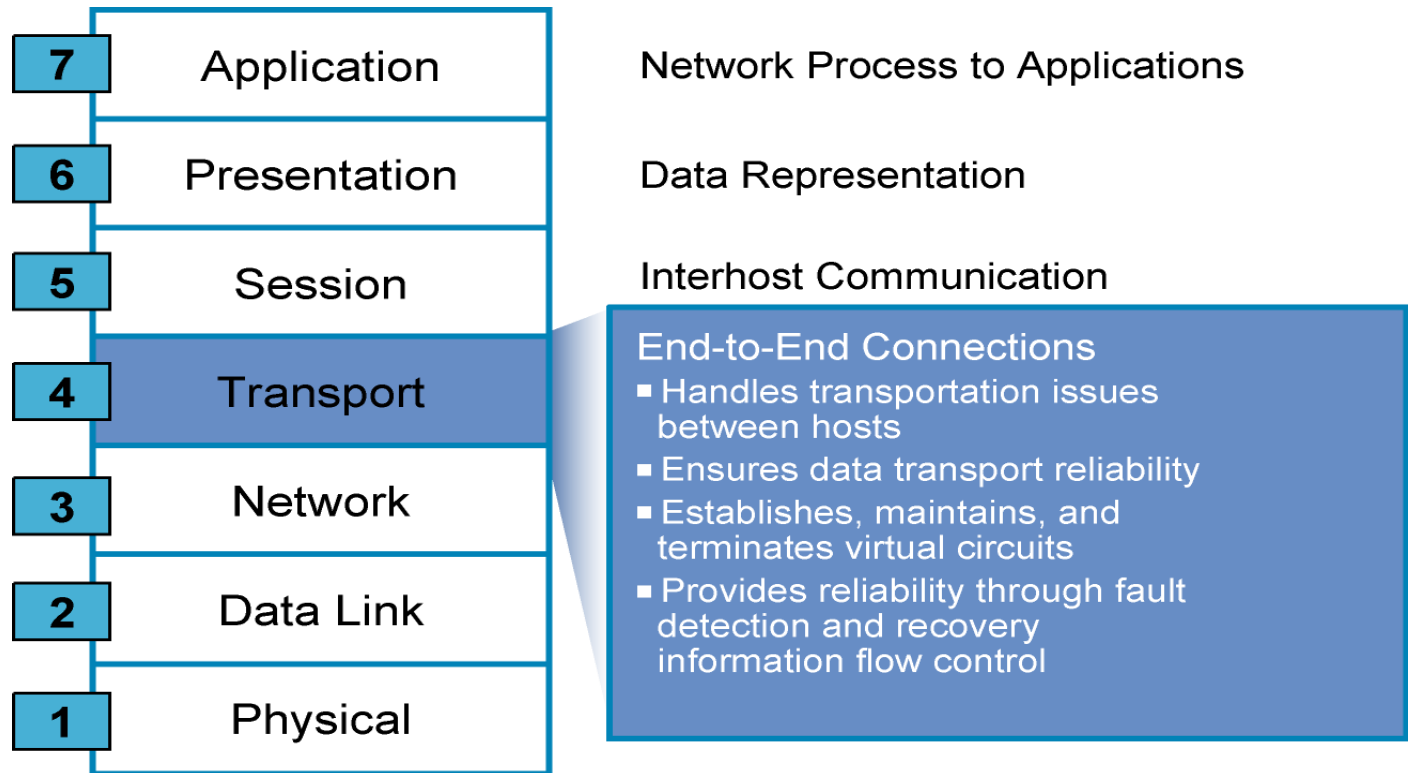 7 Application Network Process to Applications
6 Presentation Data Representation
5 Session Interhost Communication
4 Transport
End-to-End Connections
▪ Handles transportation issues
between hosts
▪ Ensures data transport reliability
▪ Establishes, maintains, and
terminates virtual circuits
▪ Provides reliability through fault
detection and recovery
information flow control
3 Network
2 Data Link
1 Physical